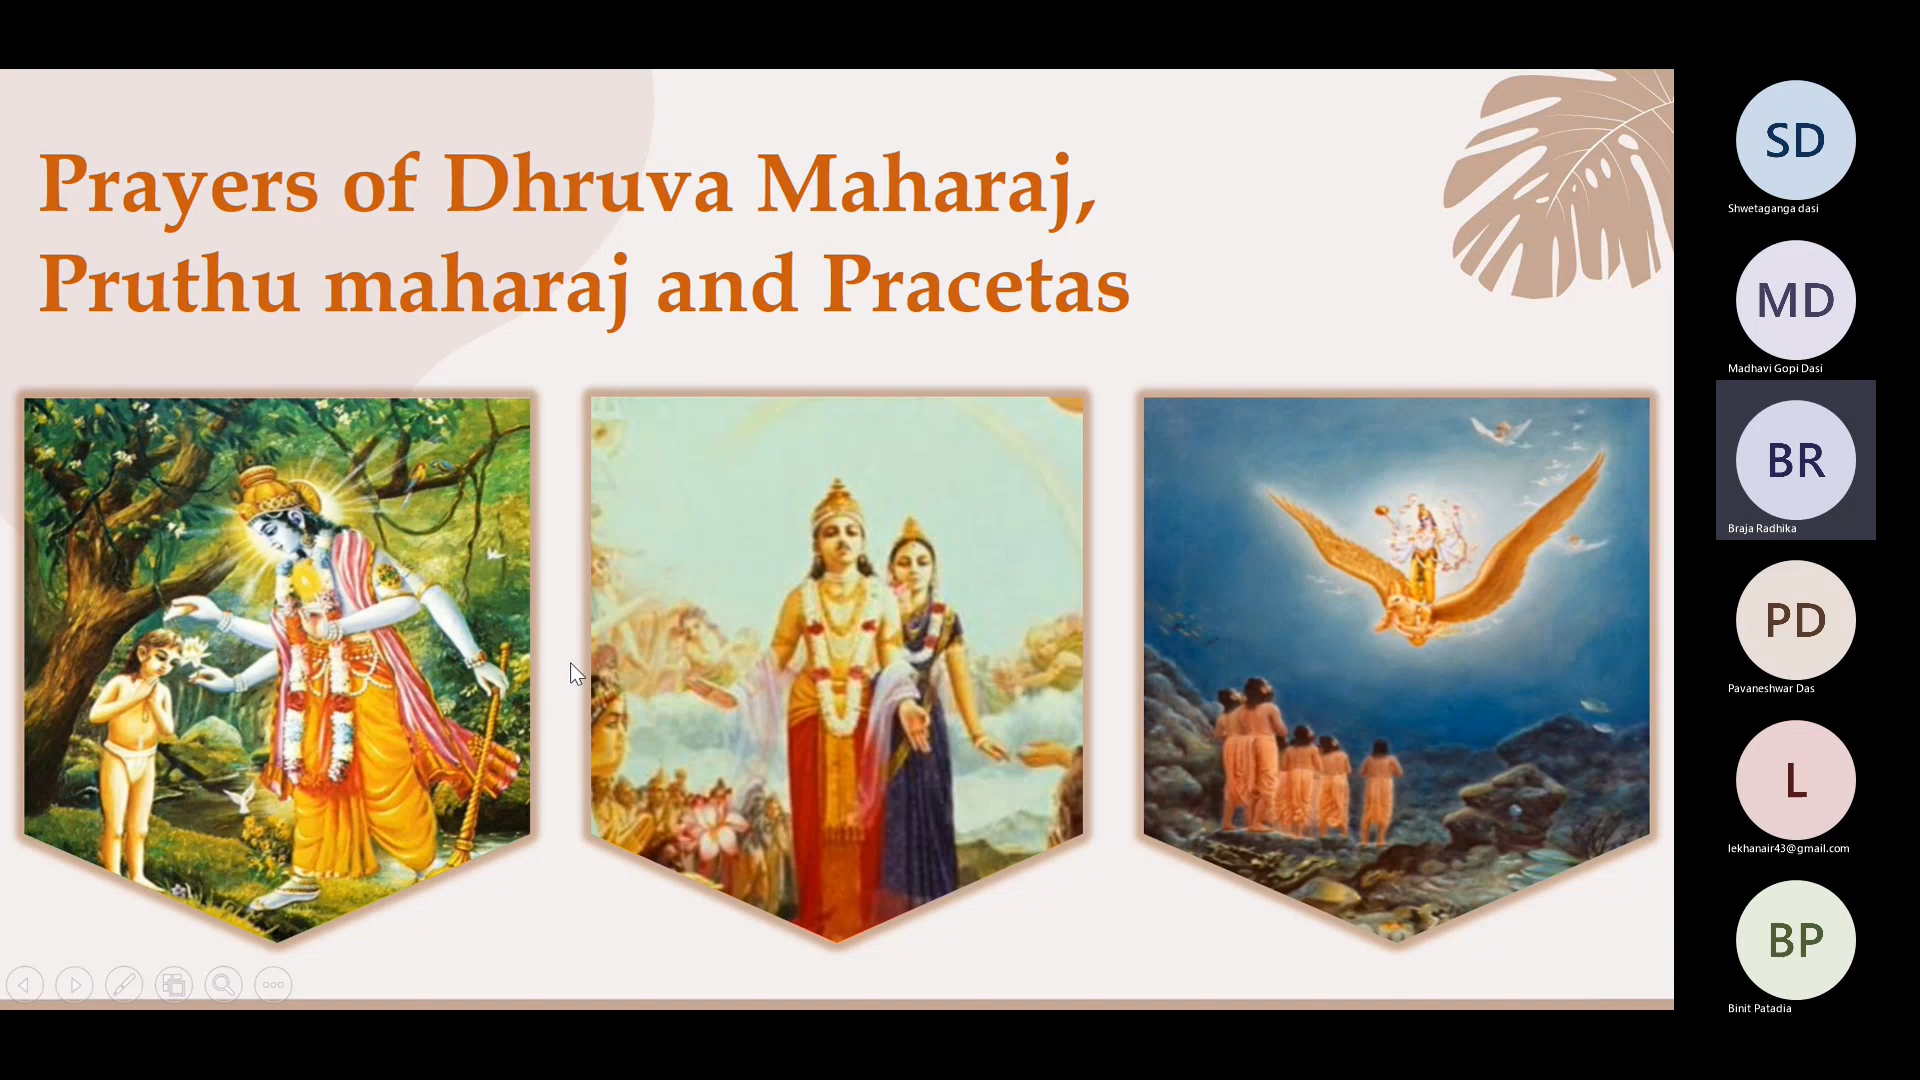 Prayers of Dhruva Maharaj,
Pruthu maharaj and Pracetas
SD
Shwetaganga dasi
MD
Madhavi Gopi Dasi
BR
Braja Radhika
PD
Pavaneshwar Das
L
lekhanair43@gmail.com
BP
Binit Patadia